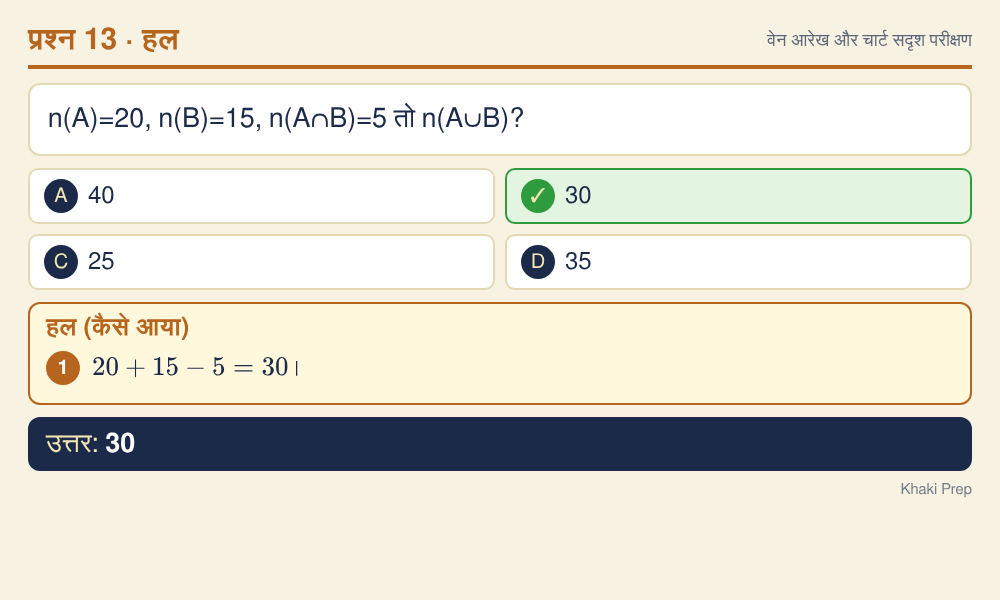 प्रश्न 13 · हल
वेन आरेख और चार्ट सदृश परीक्षण
n(A)=20, n(B)=15, n(A∩B)=5 तो n(A∪B)?
A 40
✓ 30
C 25
D 35
हल (कैसे आया)
1 20 + 15 − 5 = 30।
उत्तर: 30
Khaki Prep